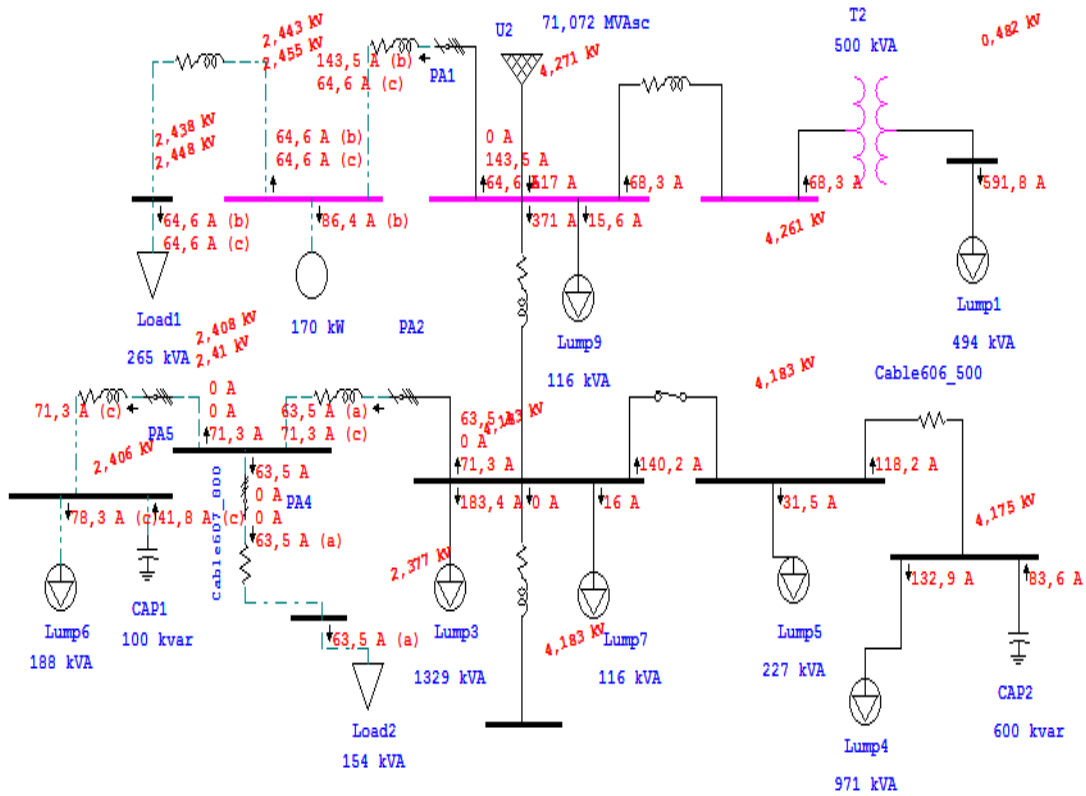 U2
71,072 MVAsc
T2
500 kVA
0,482 kV
2,443 kV
2,455 kV
143,5 A (b)
64,6 A (c)
PA1
4,271 kV
2,438 kV
2,448 kV
64,6 A (b)
64,6 A (c)
0 A
143,5 A
64,6 A
517 A
68,3 A
68,3 A
591,8 A
64,6 A (b)
64,6 A (c)
86,4 A (b)
371 A
15,6 A
4,261 kV
Load1
265 kVA
170 kW
PA2
Lump9
116 kVA
Lump1
494 kVA
Cable606_500
2,408 kV
2,41 kV
0 A
0 A
71,3 A
71,3 A (c)
PA5
63,5 A (a)
71,3 A (c)
63,5 A
0 A
71,3 A
4,183 kV
4,183 kV
140,2 A
118,2 A
2,406 kV
63,5 A
0 A
0 A
63,5 A (a)
PA4
Cable607_800
183,4 A
0 A
16 A
31,5 A
4,175 kV
78,3 A (c)
41,8 A (c)
2,377 kV
132,9 A
83,6 A
Lump6
188 kVA
CAP1
100 kvar
63,5 A (a)
Lump3
1329 kVA
4,183 kV
Lump7
116 kVA
Lump5
227 kVA
CAP2
600 kvar
Load2
154 kVA
Lump4
971 kVA